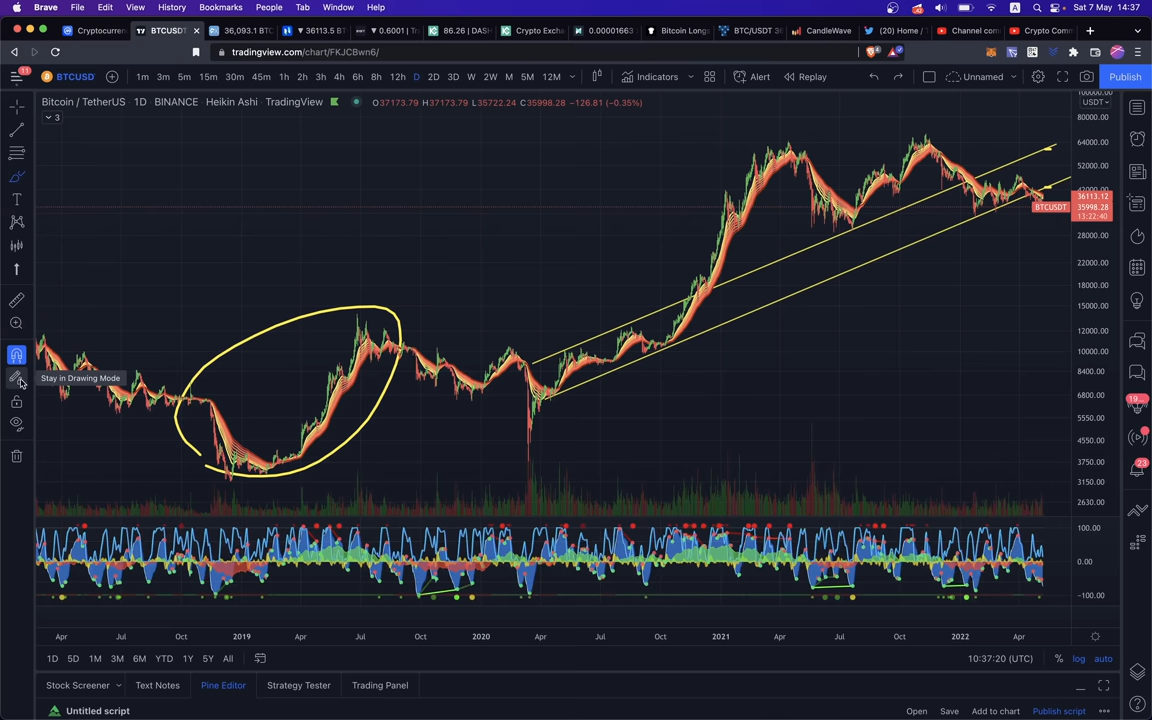 Brave File Edit View History Bookmarks People Tab Window Help A Sat 7 May 14:37
Cryptocurren BTCUSDT 36,093.1 BT ▼ 36113.5 BT ▼ 0.6001 | Tr 86.26 | DASH Crypto Exch 0.00001663 Bitcoin Long BTC/USDT 36 CandleWave (20) Home / Channel com Crypto Comm
tradingview.com/chart/FKJCBwn6/
11 BTCUSD 1m 3m 5m 15m 30m 45m 1h 2h 3h 4h 6h 8h 12h D 2D 3D W 2W M 5M 12M Indicators Alert Replay Unnamed Publish
Bitcoin / TetherUS · 1D · BINANCE · Heikin Ashi · TradingView O37173.79 H37173.79 L35722.24 C35998.28 −126.81 (−0.35%)
3
100000.00
USDT
80000.00
64000.00
52000.00
42000.00
36113.12
BTCUSDT 35998.28
13:22:40
28000.00
22000.00
18000.00
15000.00
12000.00
10000.00
8400.00
6800.00
5550.00
4550.00
3750.00
3150.00
2630.00
Stay in Drawing Mode
19...
23
100.00
0.00
−100.00
Apr Jul Oct 2019 Apr Jul Oct 2020 Apr Jul Oct 2021 Apr Jul Oct 2022 Apr
1D 5D 1M 3M 6M YTD 1Y 5Y All 10:37:20 (UTC) % log auto
Stock Screener Text Notes Pine Editor Strategy Tester Trading Panel
Untitled script Open Save Add to chart Publish script